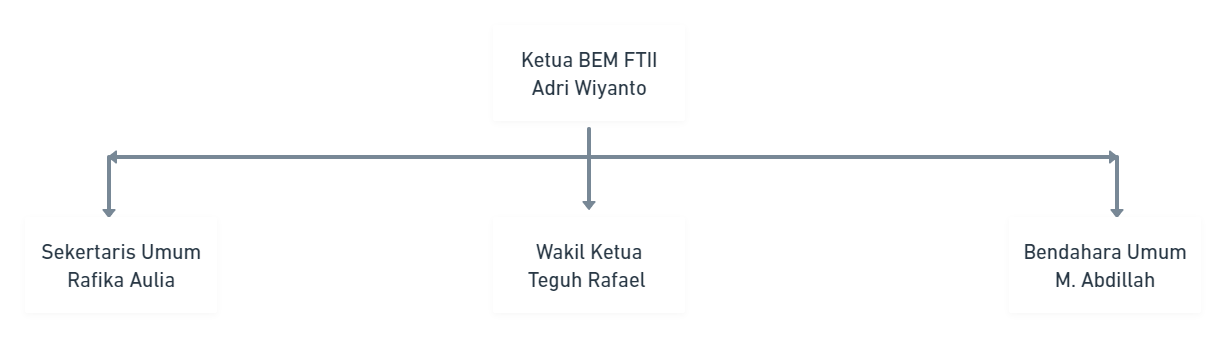 Ketua BEM FTII
Adri Wiyanto
Sekertaris Umum
Rafika Aulia
Wakil Ketua
Teguh Rafael
Bendahara Umum
M. Abdillah